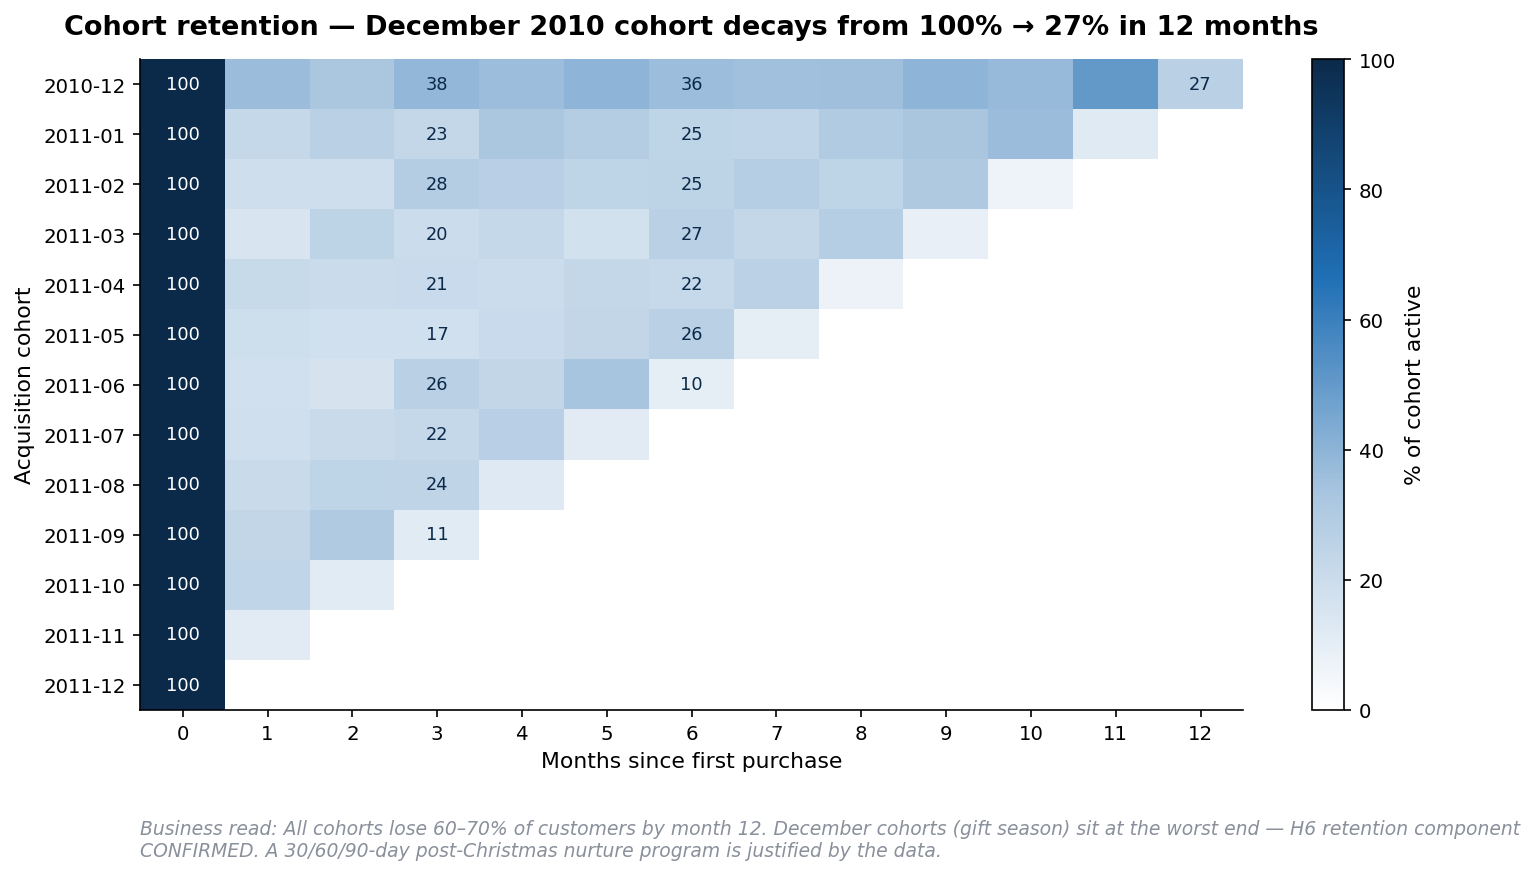 Cohort retention — December 2010 cohort decays from 100% → 27% in 12 months
2010-12 100 38 36 27
2011-01 100 23 25
2011-02 100 28 25
2011-03 100 20 27
2011-04 100 21 22
2011-05 100 17 26
2011-06 100 26 10
2011-07 100 22
2011-08 100 24
2011-09 100 11
2011-10 100
2011-11 100
2011-12 100
Acquisition cohort
0 1 2 3 4 5 6 7 8 9 10 11 12
Months since first purchase
100
80
60
40
20
0
% of cohort active
Business read: All cohorts lose 60–70% of customers by month 12. December cohorts (gift season) sit at the worst end — H6 retention component
CONFIRMED. A 30/60/90-day post-Christmas nurture program is justified by the data.